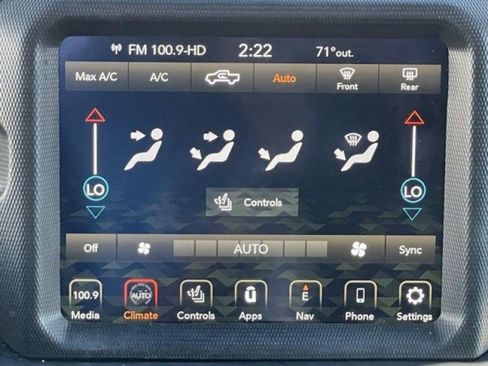 FM 100.9-HD 2:22 71°out.
Max A/C A/C Auto Front Rear
LO LO
Controls
Off AUTO Sync
100.9 AUTO E
Media Climate Controls Apps Nav Phone Settings